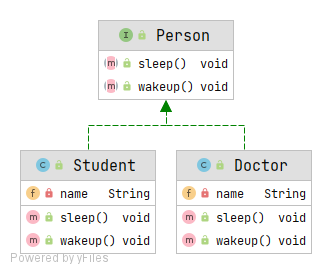 I Person
m sleep() void
m wakeup() void
C Student
f name String
m sleep() void
m wakeup() void
C Doctor
f name String
m sleep() void
m wakeup() void
Powered by yFiles